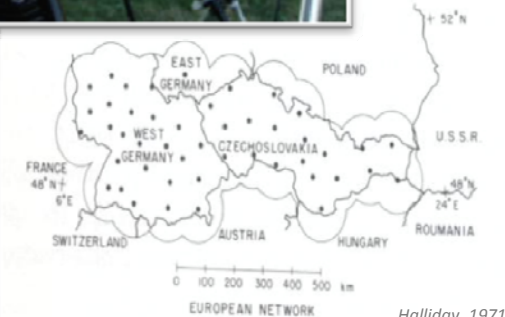 52°N
EAST
GERMANY
POLAND
WEST
GERMANY
CZECHOSLOVAKIA
U.S.S.R.
FRANCE
48°N
6°E
48°N
24°E
SWITZERLAND
AUSTRIA
HUNGARY
ROUMANIA
0 100 200 300 400 500 km
EUROPEAN NETWORK
Halliday, 1971